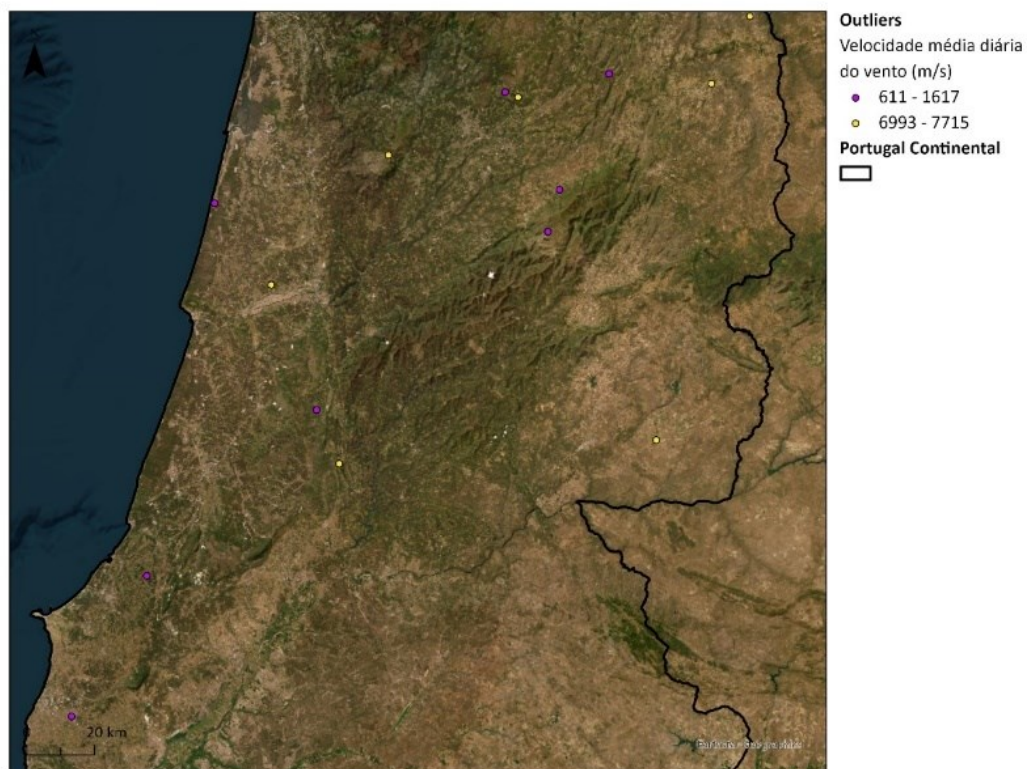 Outliers
Velocidade média diária
do vento (m/s)
611 - 1617
6993 - 7715
Portugal Continental
20 km